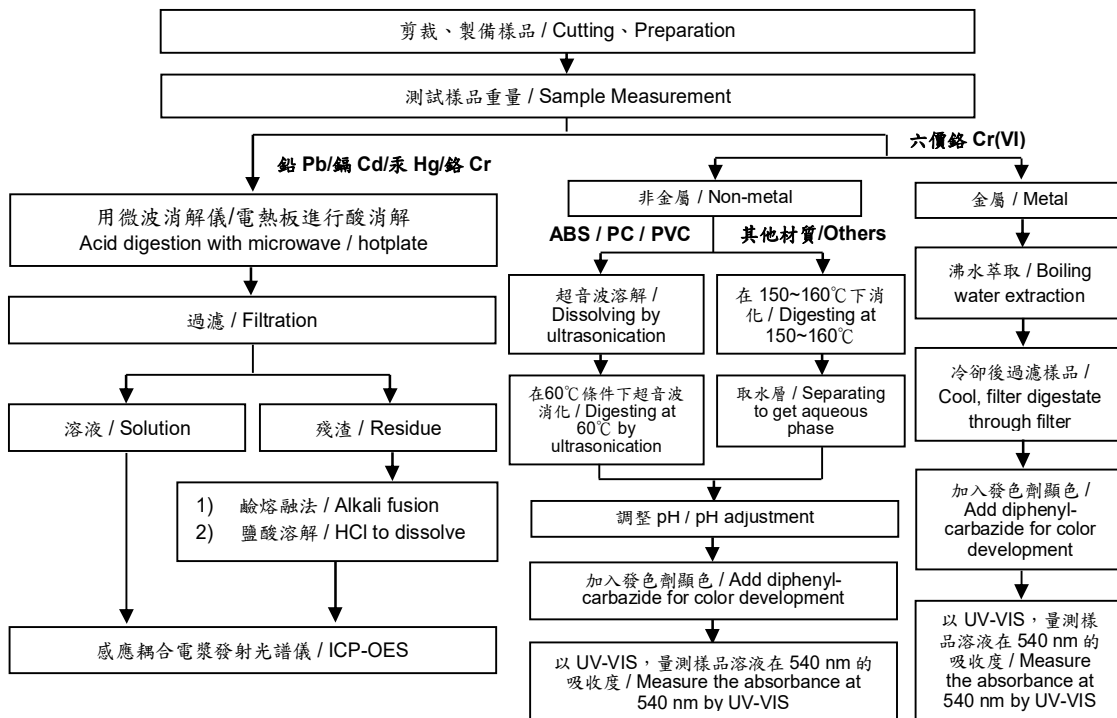 剪裁、製備樣品 / Cutting、Preparation
測試樣品重量 / Sample Measurement
鉛 Pb/鎘 Cd/汞 Hg/鉻 Cr
六價鉻 Cr(VI)
用微波消解儀/電熱板進行酸消解
Acid digestion with microwave / hotplate
過濾 / Filtration
溶液 / Solution
殘渣 / Residue
1) 鹼熔融法 / Alkali fusion
2) 鹽酸溶解 / HCl to dissolve
感應耦合電漿發射光譜儀 / ICP-OES
非金屬 / Non-metal
ABS / PC / PVC
其他材質/Others
超音波溶解 /
Dissolving by
ultrasonication
在 150~160℃下消
化 / Digesting at
150~160℃
在60℃條件下超音波
消化 / Digesting at
60℃ by
ultrasonication
取水層 / Separating
to get aqueous
phase
調整 pH / pH adjustment
加入發色劑顯色 / Add diphenyl-
carbazide for color development
以 UV-VIS，量測樣品溶液在 540 nm 的
吸收度 / Measure the absorbance at
540 nm by UV-VIS
金屬 / Metal
沸水萃取 / Boiling
water extraction
冷卻後過濾樣品 /
Cool, filter digestate
through filter
加入發色劑顯色 /
Add diphenyl-
carbazide for color
development
以 UV-VIS，量測樣
品溶液在 540 nm 的
吸收度 / Measure
the absorbance at
540 nm by UV-VIS